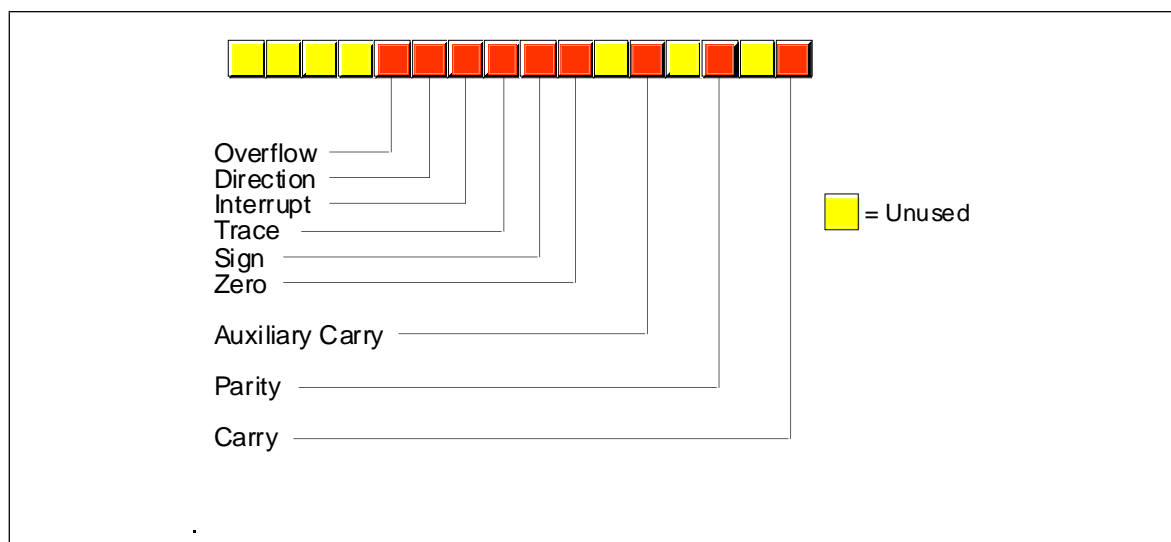 Overflow
Direction
Interrupt
Trace
Sign
Zero
= Unused
Auxiliary Carry
Parity
Carry